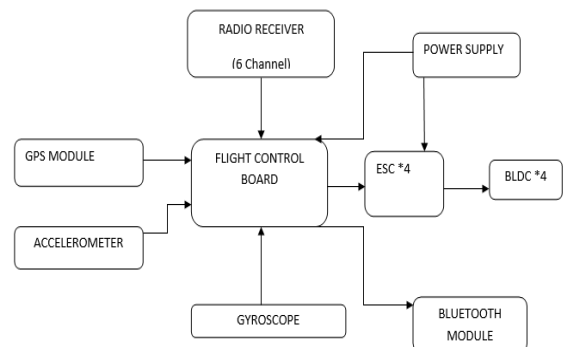 RADIO RECEIVER
(6 Channel)
POWER SUPPLY
GPS MODULE
FLIGHT CONTROL
BOARD
ESC *4
BLDC *4
ACCELEROMETER
GYROSCOPE
BLUETOOTH
MODULE